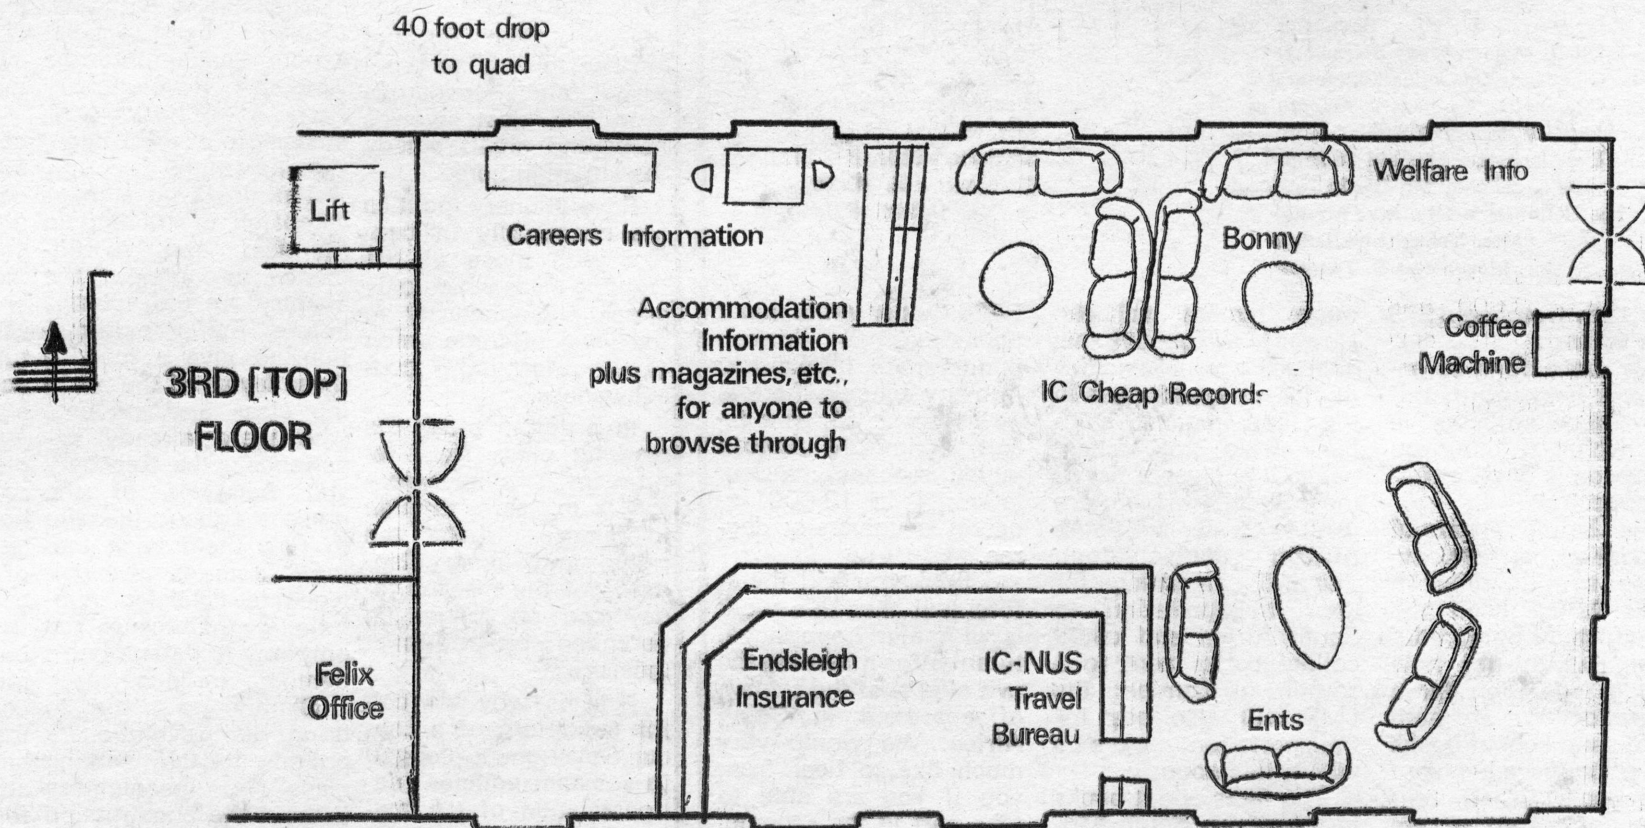 40 foot drop
to quad
Lift
Careers Information
Welfare Info
Bonny
Accommodation
Information
plus magazines, etc.,
for anyone to
browse through
Coffee
Machine
IC Cheap Records
3RD [TOP]
FLOOR
Felix
Office
Endsleigh
Insurance
IC-NUS
Travel
Bureau
Ents